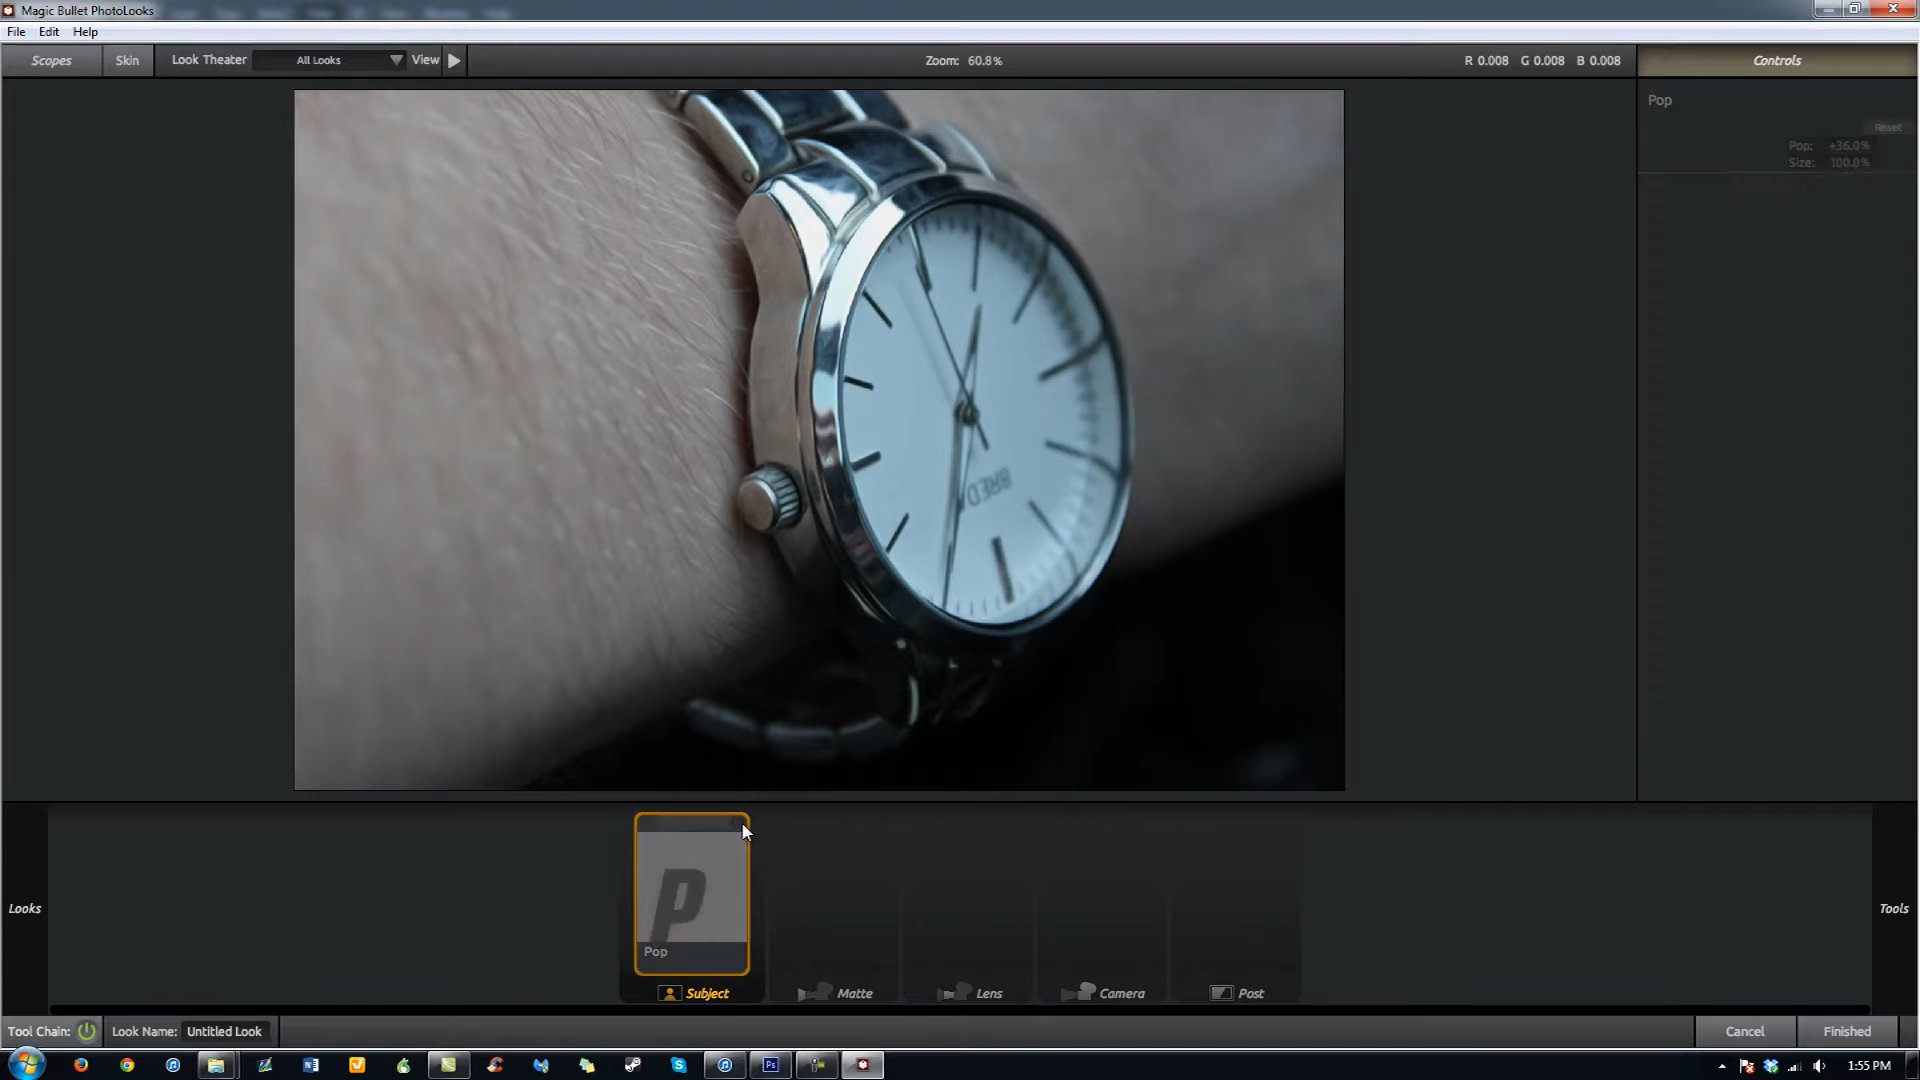 Magic Bullet PhotoLooks
File Edit Help
Scopes Skin Look Theater All Looks View Zoom: 60.8% R 0.008 G 0.008 B 0.008 Controls
Pop
Reset
Pop: +36.0%
Size: 100.0%
BREDA
P
Pop
Looks
Tools
Subject Matte Lens Camera Post
Tool Chain: Look Name: Untitled Look Cancel Finished
Ps
1:55 PM